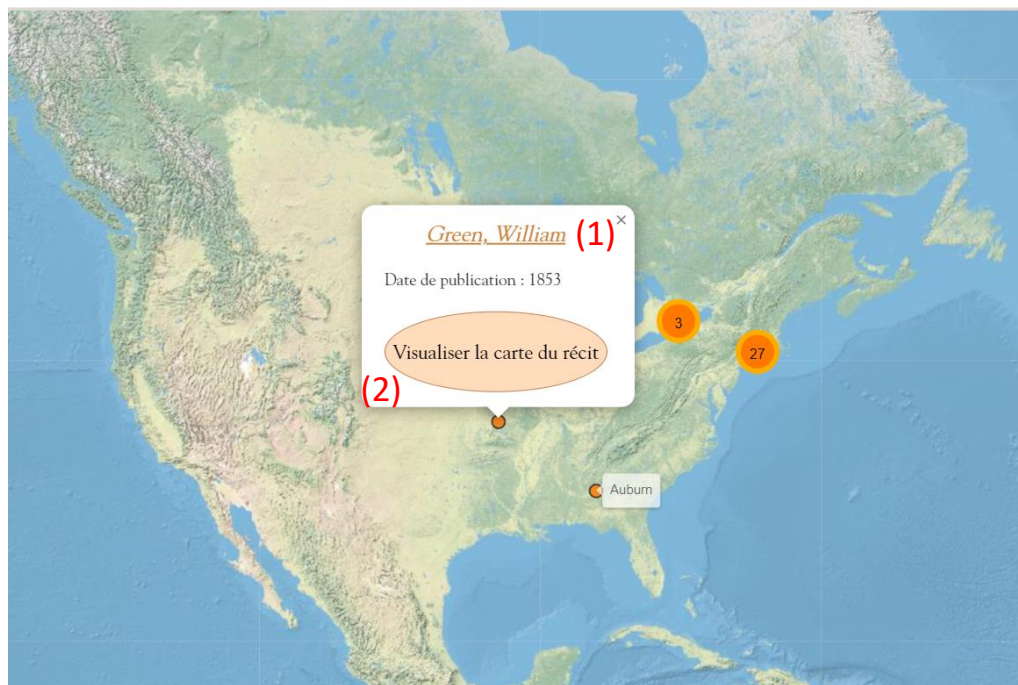 Green, William (1)
×
Date de publication : 1853
Visualiser la carte du récit
(2)
3
27
Auburn